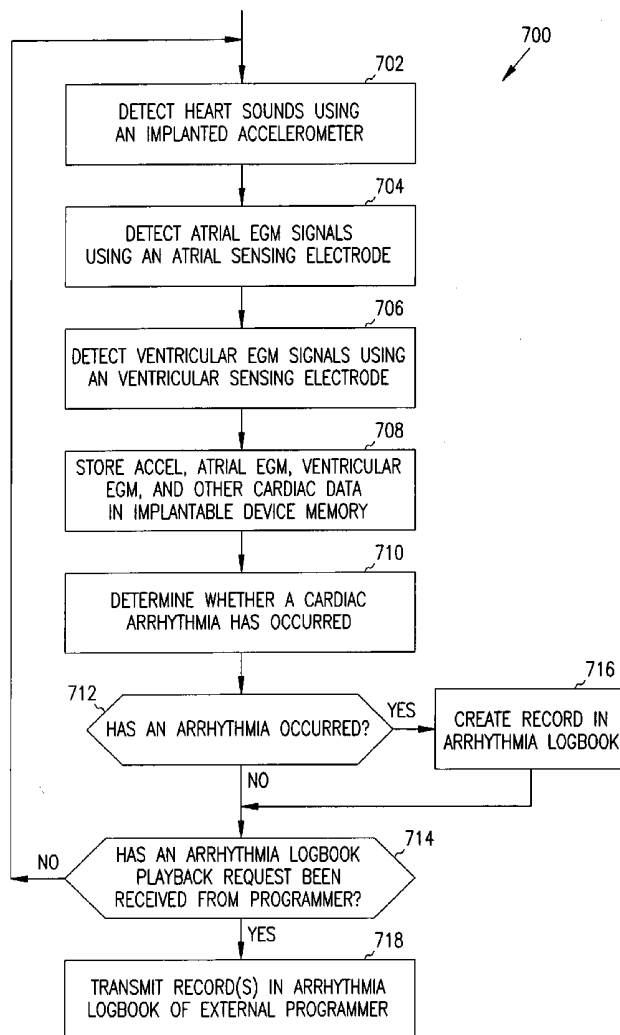 700
702
DETECT HEART SOUNDS USING
AN IMPLANTED ACCELEROMETER
704
DETECT ATRIAL EGM SIGNALS
USING AN ATRIAL SENSING ELECTRODE
706
DETECT VENTRICULAR EGM SIGNALS USING
AN VENTRICULAR SENSING ELECTRODE
708
STORE ACCEL, ATRIAL EGM, VENTRICULAR
EGM, AND OTHER CARDIAC DATA
IN IMPLANTABLE DEVICE MEMORY
710
DETERMINE WHETHER A CARDIAC
ARRHYTHMIA HAS OCCURRED
712
HAS AN ARRHYTHMIA OCCURRED?
YES
716
CREATE RECORD IN
ARRHYTHMIA LOGBOOK
NO
714
HAS AN ARRHYTHMIA LOGBOOK
PLAYBACK REQUEST BEEN
RECEIVED FROM PROGRAMMER?
NO
YES
718
TRANSMIT RECORD(S) IN ARRHYTHMIA
LOGBOOK OF EXTERNAL PROGRAMMER